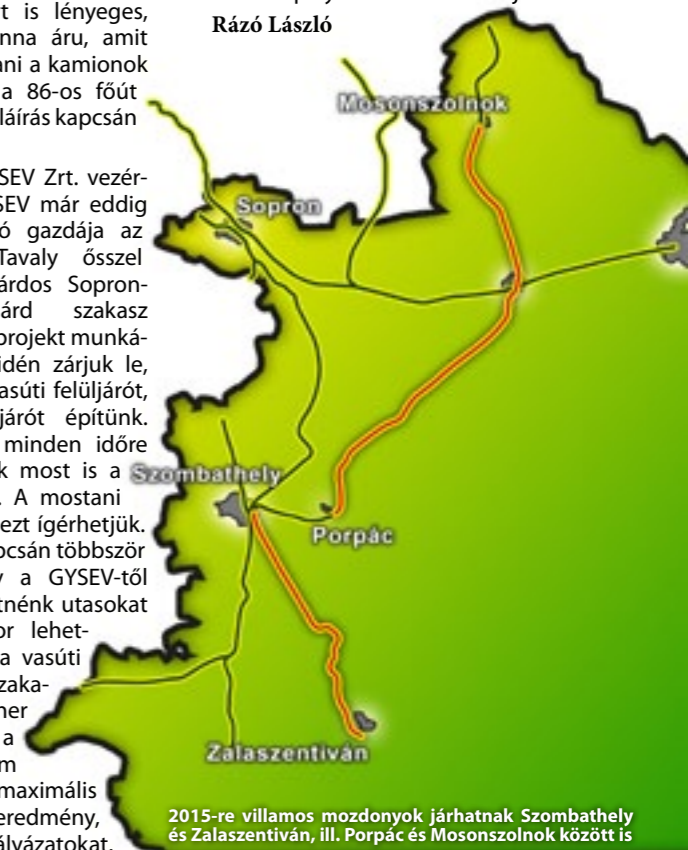 t is lényeges,
nna áru, amit
ani a kamionok
a 86-os főút
láírás kapcsán
SEV Zrt. vezér-
SEV már eddig
ó gazdája az
Tavaly ősszel
árdos Sopron-
árd szakasz
projekt munká-
idén zárjuk le,
asúti felüljárót,
járót építünk.
minden időre
k most is a
. A mostani
ezt ígérhetjük.
pcsán többször
y a GYSEV-től
tnénk utasokat
or lehet-
a vasúti
zaka-
her
a
m
maximális
eredmény,
ályázatokat.
Rázó László
Mosonszolnok
Sopron
Szombathely
Porpác
Zalaszentiván
2015-re villamos mozdonyok járhatnak Szombathely
és Zalaszentiván, ill. Porpác és Mosonszolnok között is